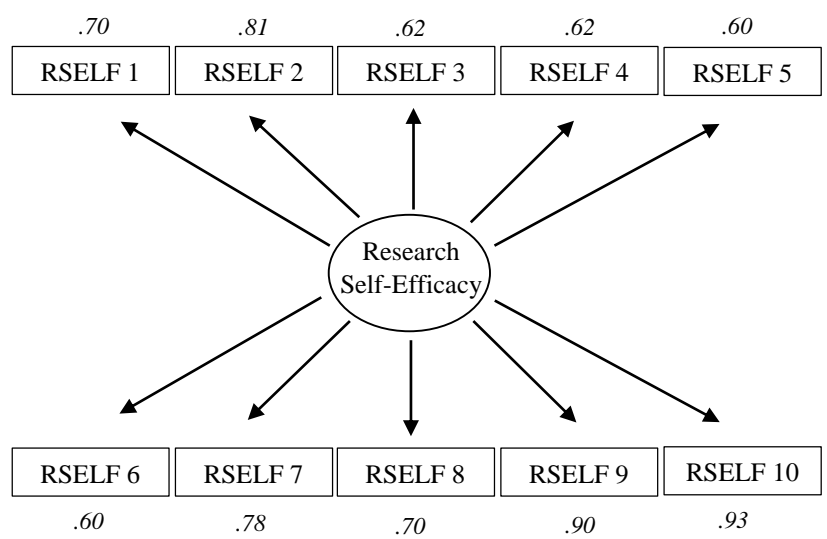 .70 .81 .62 .62 .60
RSELF 1 RSELF 2 RSELF 3 RSELF 4 RSELF 5
Research
Self-Efficacy
RSELF 6 RSELF 7 RSELF 8 RSELF 9 RSELF 10
.60 .78 .70 .90 .93